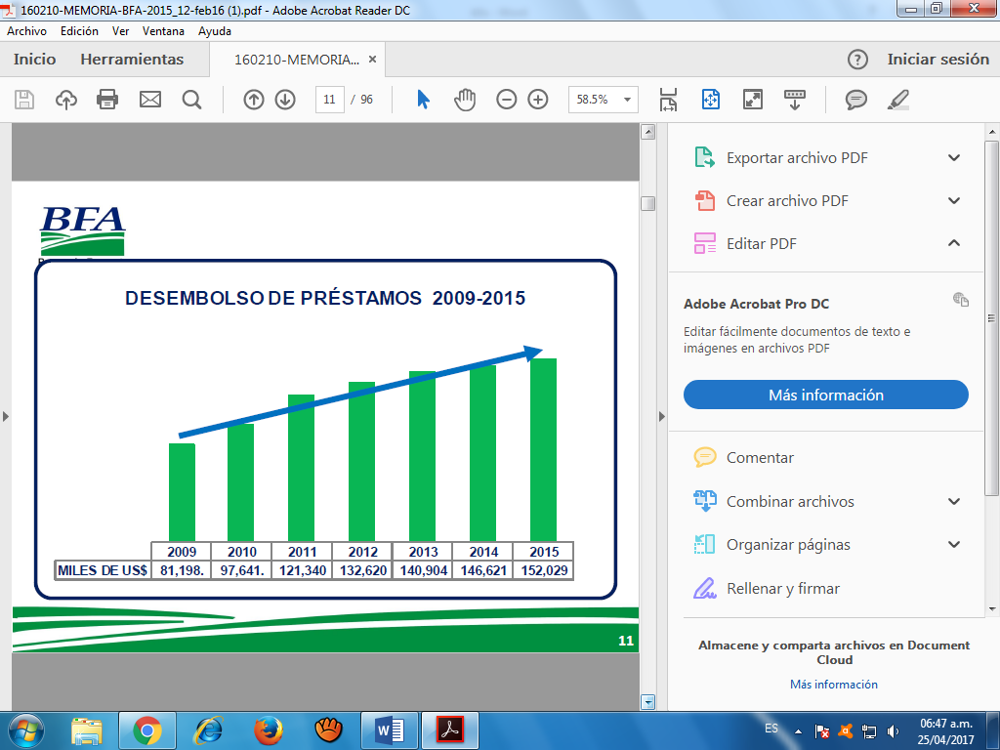 160210-MEMORIA-BFA-2015_12-feb16 (1).pdf - Adobe Acrobat Reader DC
Archivo Edición Ver Ventana Ayuda
Inicio Herramientas 160210-MEMORIA... × Iniciar sesión
11 / 96 58.5%
BFA
DESEMBOLSO DE PRÉSTAMOS 2009-2015
2009 2010 2011 2012 2013 2014 2015
MILES DE US$ 81,198. 97,641. 121,340 132,620 140,904 146,621 152,029
11
Exportar archivo PDF
Crear archivo PDF
Editar PDF
Adobe Acrobat Pro DC
Editar fácilmente documentos de texto e
imágenes en archivos PDF
Más información
Comentar
Combinar archivos
Organizar páginas
Rellenar y firmar
Almacene y comparta archivos en Document
Cloud
Más información
ES
06:47 a.m.
25/04/2017